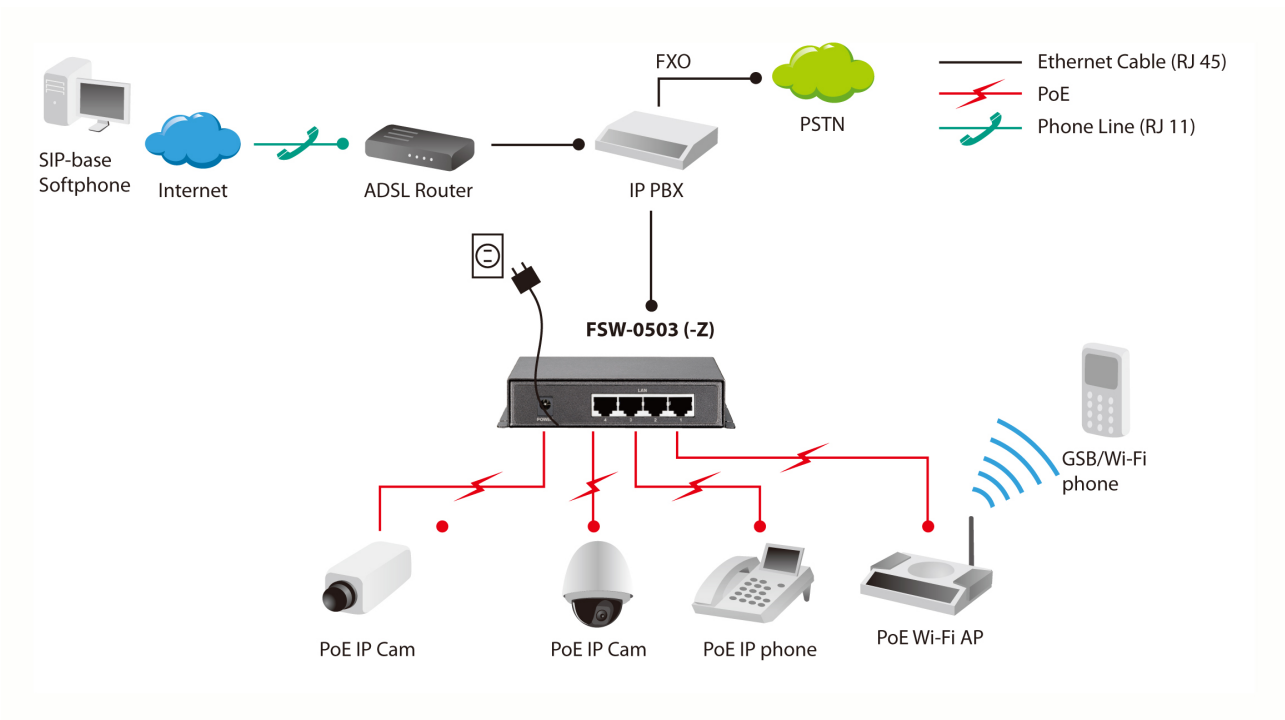 FXO
Ethernet Cable (RJ 45)
PoE
Phone Line (RJ 11)
PSTN
SIP-base
Softphone
Internet
ADSL Router
IP PBX
FSW-0503 (-Z)
LAN
POWER
GSB/Wi-Fi
phone
PoE IP Cam
PoE IP Cam
PoE IP phone
PoE Wi-Fi AP